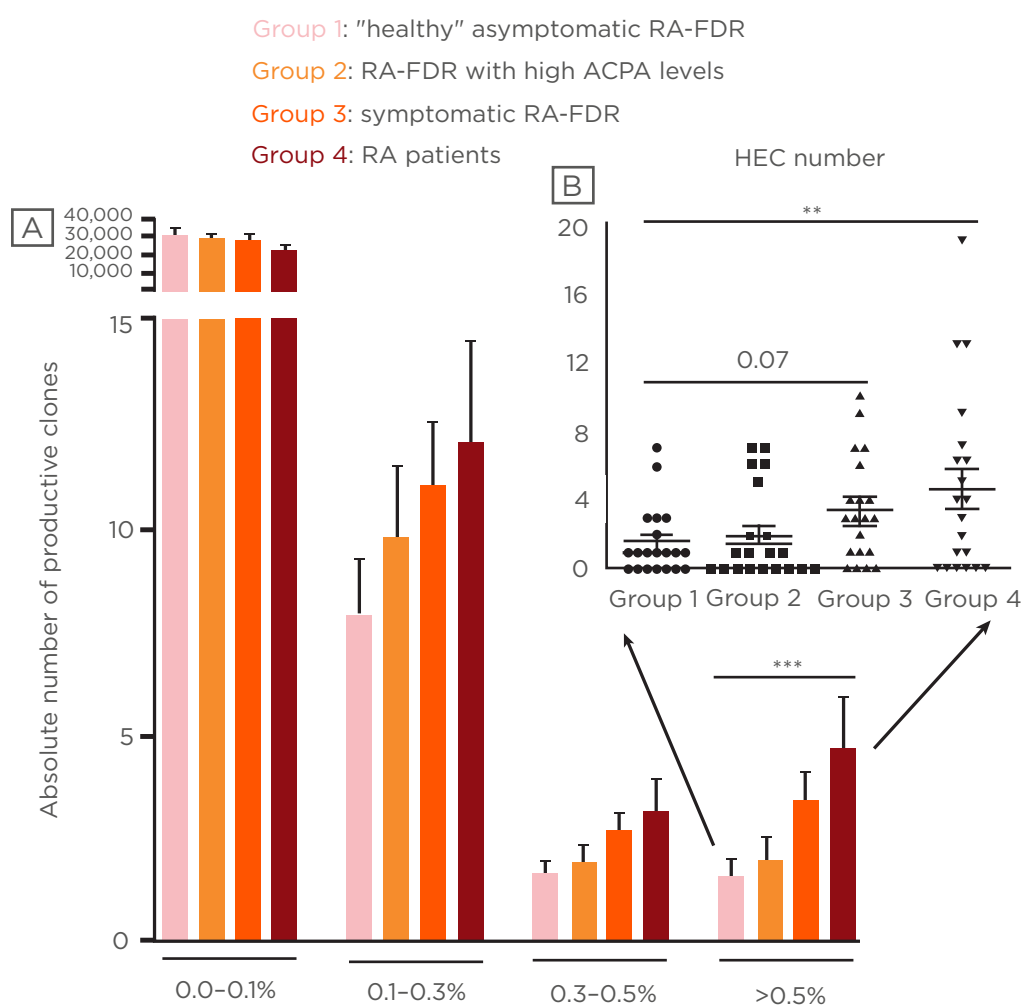 Group 1: "healthy" asymptomatic RA-FDR
Group 2: RA-FDR with high ACPA levels
Group 3: symptomatic RA-FDR
Group 4: RA patients
A
40,000
30,000
20,000
10,000
15
10
5
0
Absolute number of productive clones
0.0–0.1%
0.1–0.3%
0.3–0.5%
>0.5%
***
B
HEC number
**
0.07
20
16
12
8
4
0
Group 1 Group 2 Group 3 Group 4